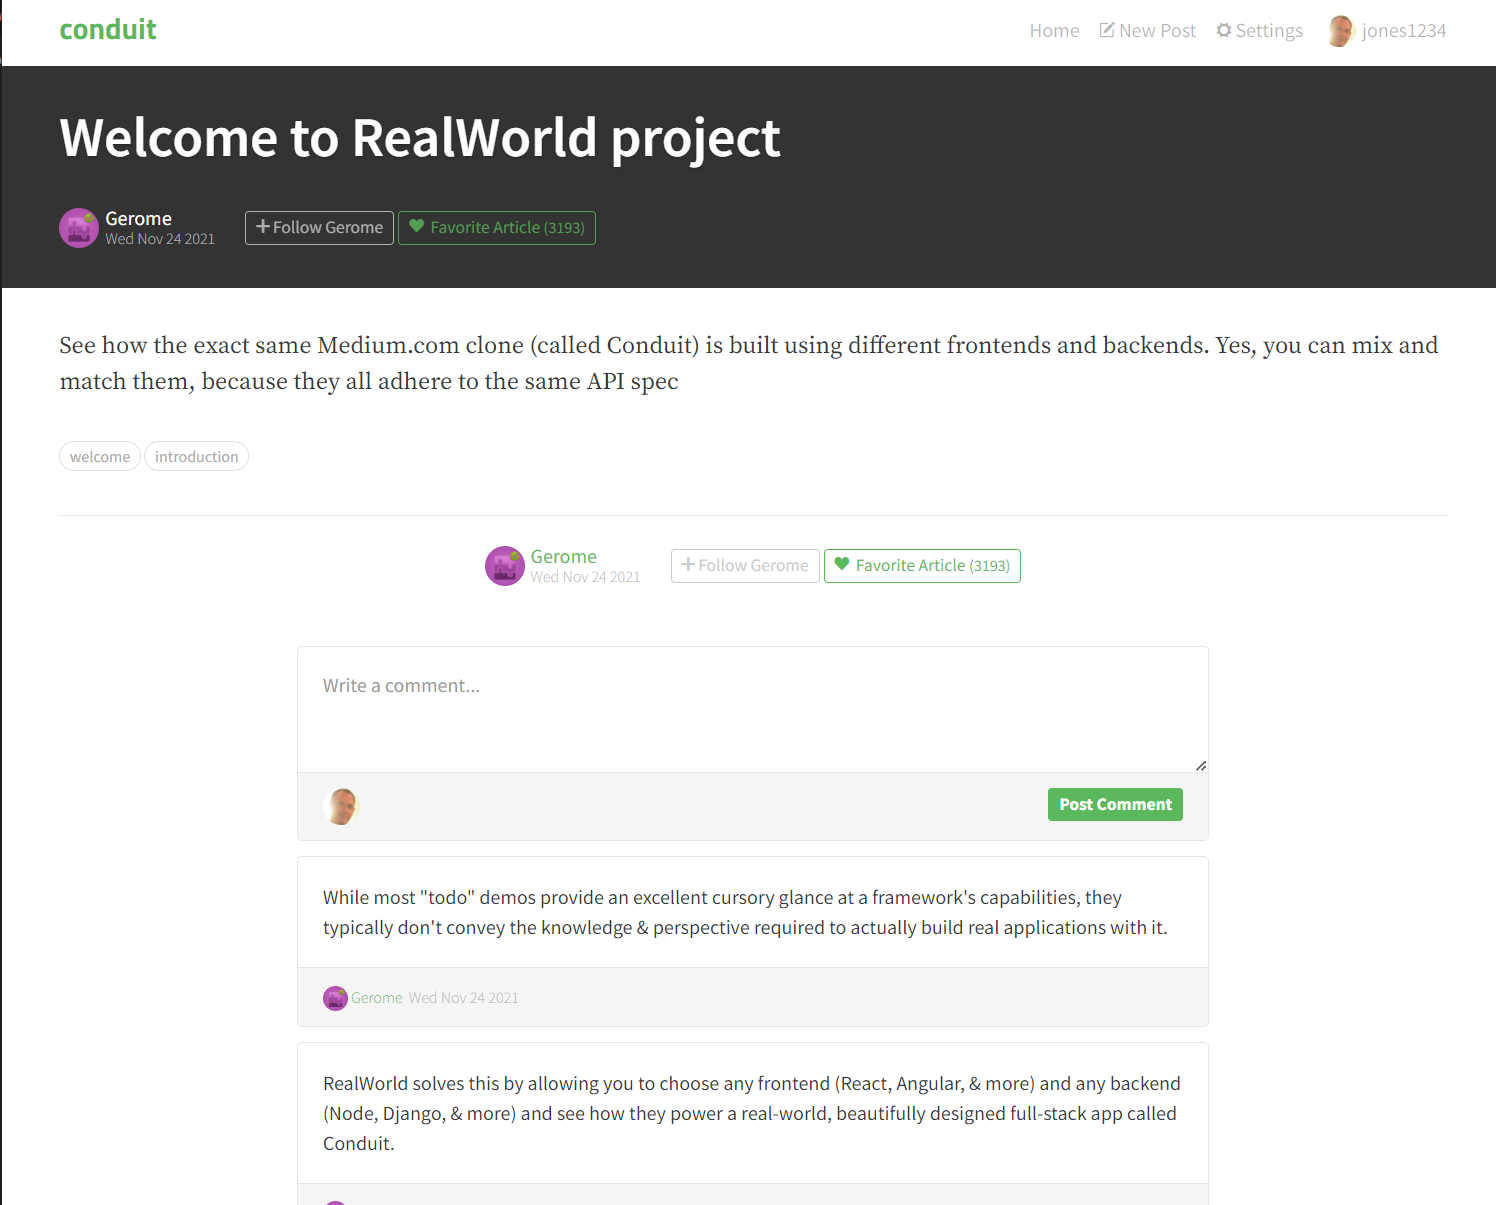 conduit
Home New Post Settings jones1234
Welcome to RealWorld project
Gerome
Wed Nov 24 2021
Follow Gerome Favorite Article (3193)
See how the exact same Medium.com clone (called Conduit) is built using different frontends and backends. Yes, you can mix and
match them, because they all adhere to the same API spec
welcome introduction
Gerome
Wed Nov 24 2021
Follow Gerome Favorite Article (3193)
Write a comment...
Post Comment
While most "todo" demos provide an excellent cursory glance at a framework's capabilities, they
typically don't convey the knowledge & perspective required to actually build real applications with it.
Gerome Wed Nov 24 2021
RealWorld solves this by allowing you to choose any frontend (React, Angular, & more) and any backend
(Node, Django, & more) and see how they power a real-world, beautifully designed full-stack app called
Conduit.